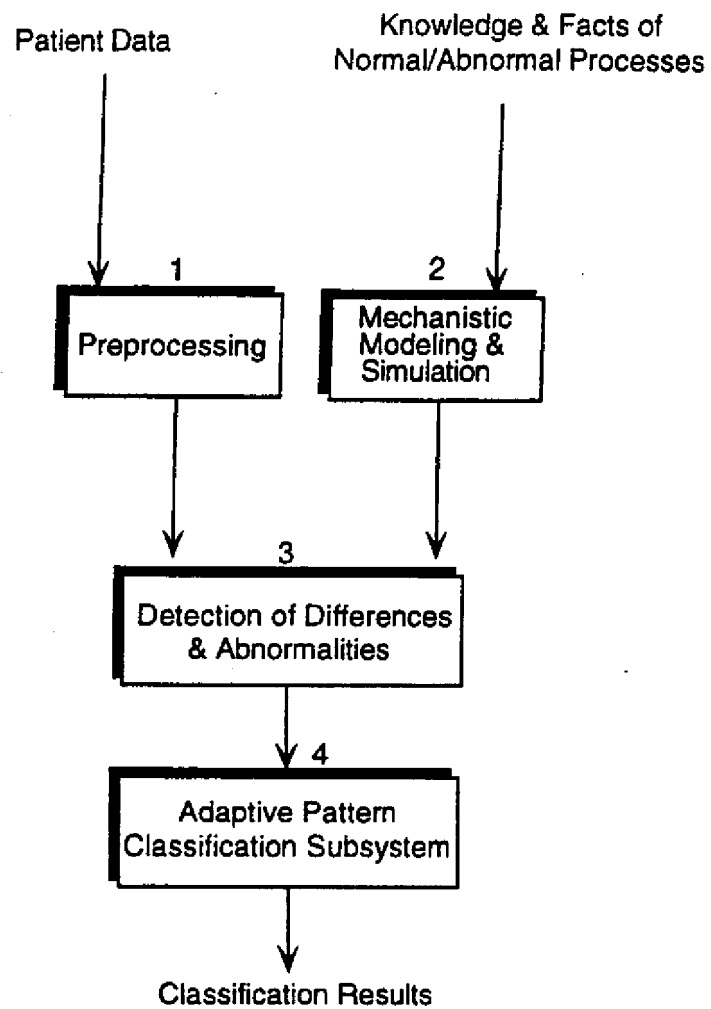 Patient Data
Knowledge & Facts of
Normal/Abnormal Processes
1
Preprocessing
2
Mechanistic
Modeling &
Simulation
3
Detection of Differences
& Abnormalities
4
Adaptive Pattern
Classification Subsystem
Classification Results